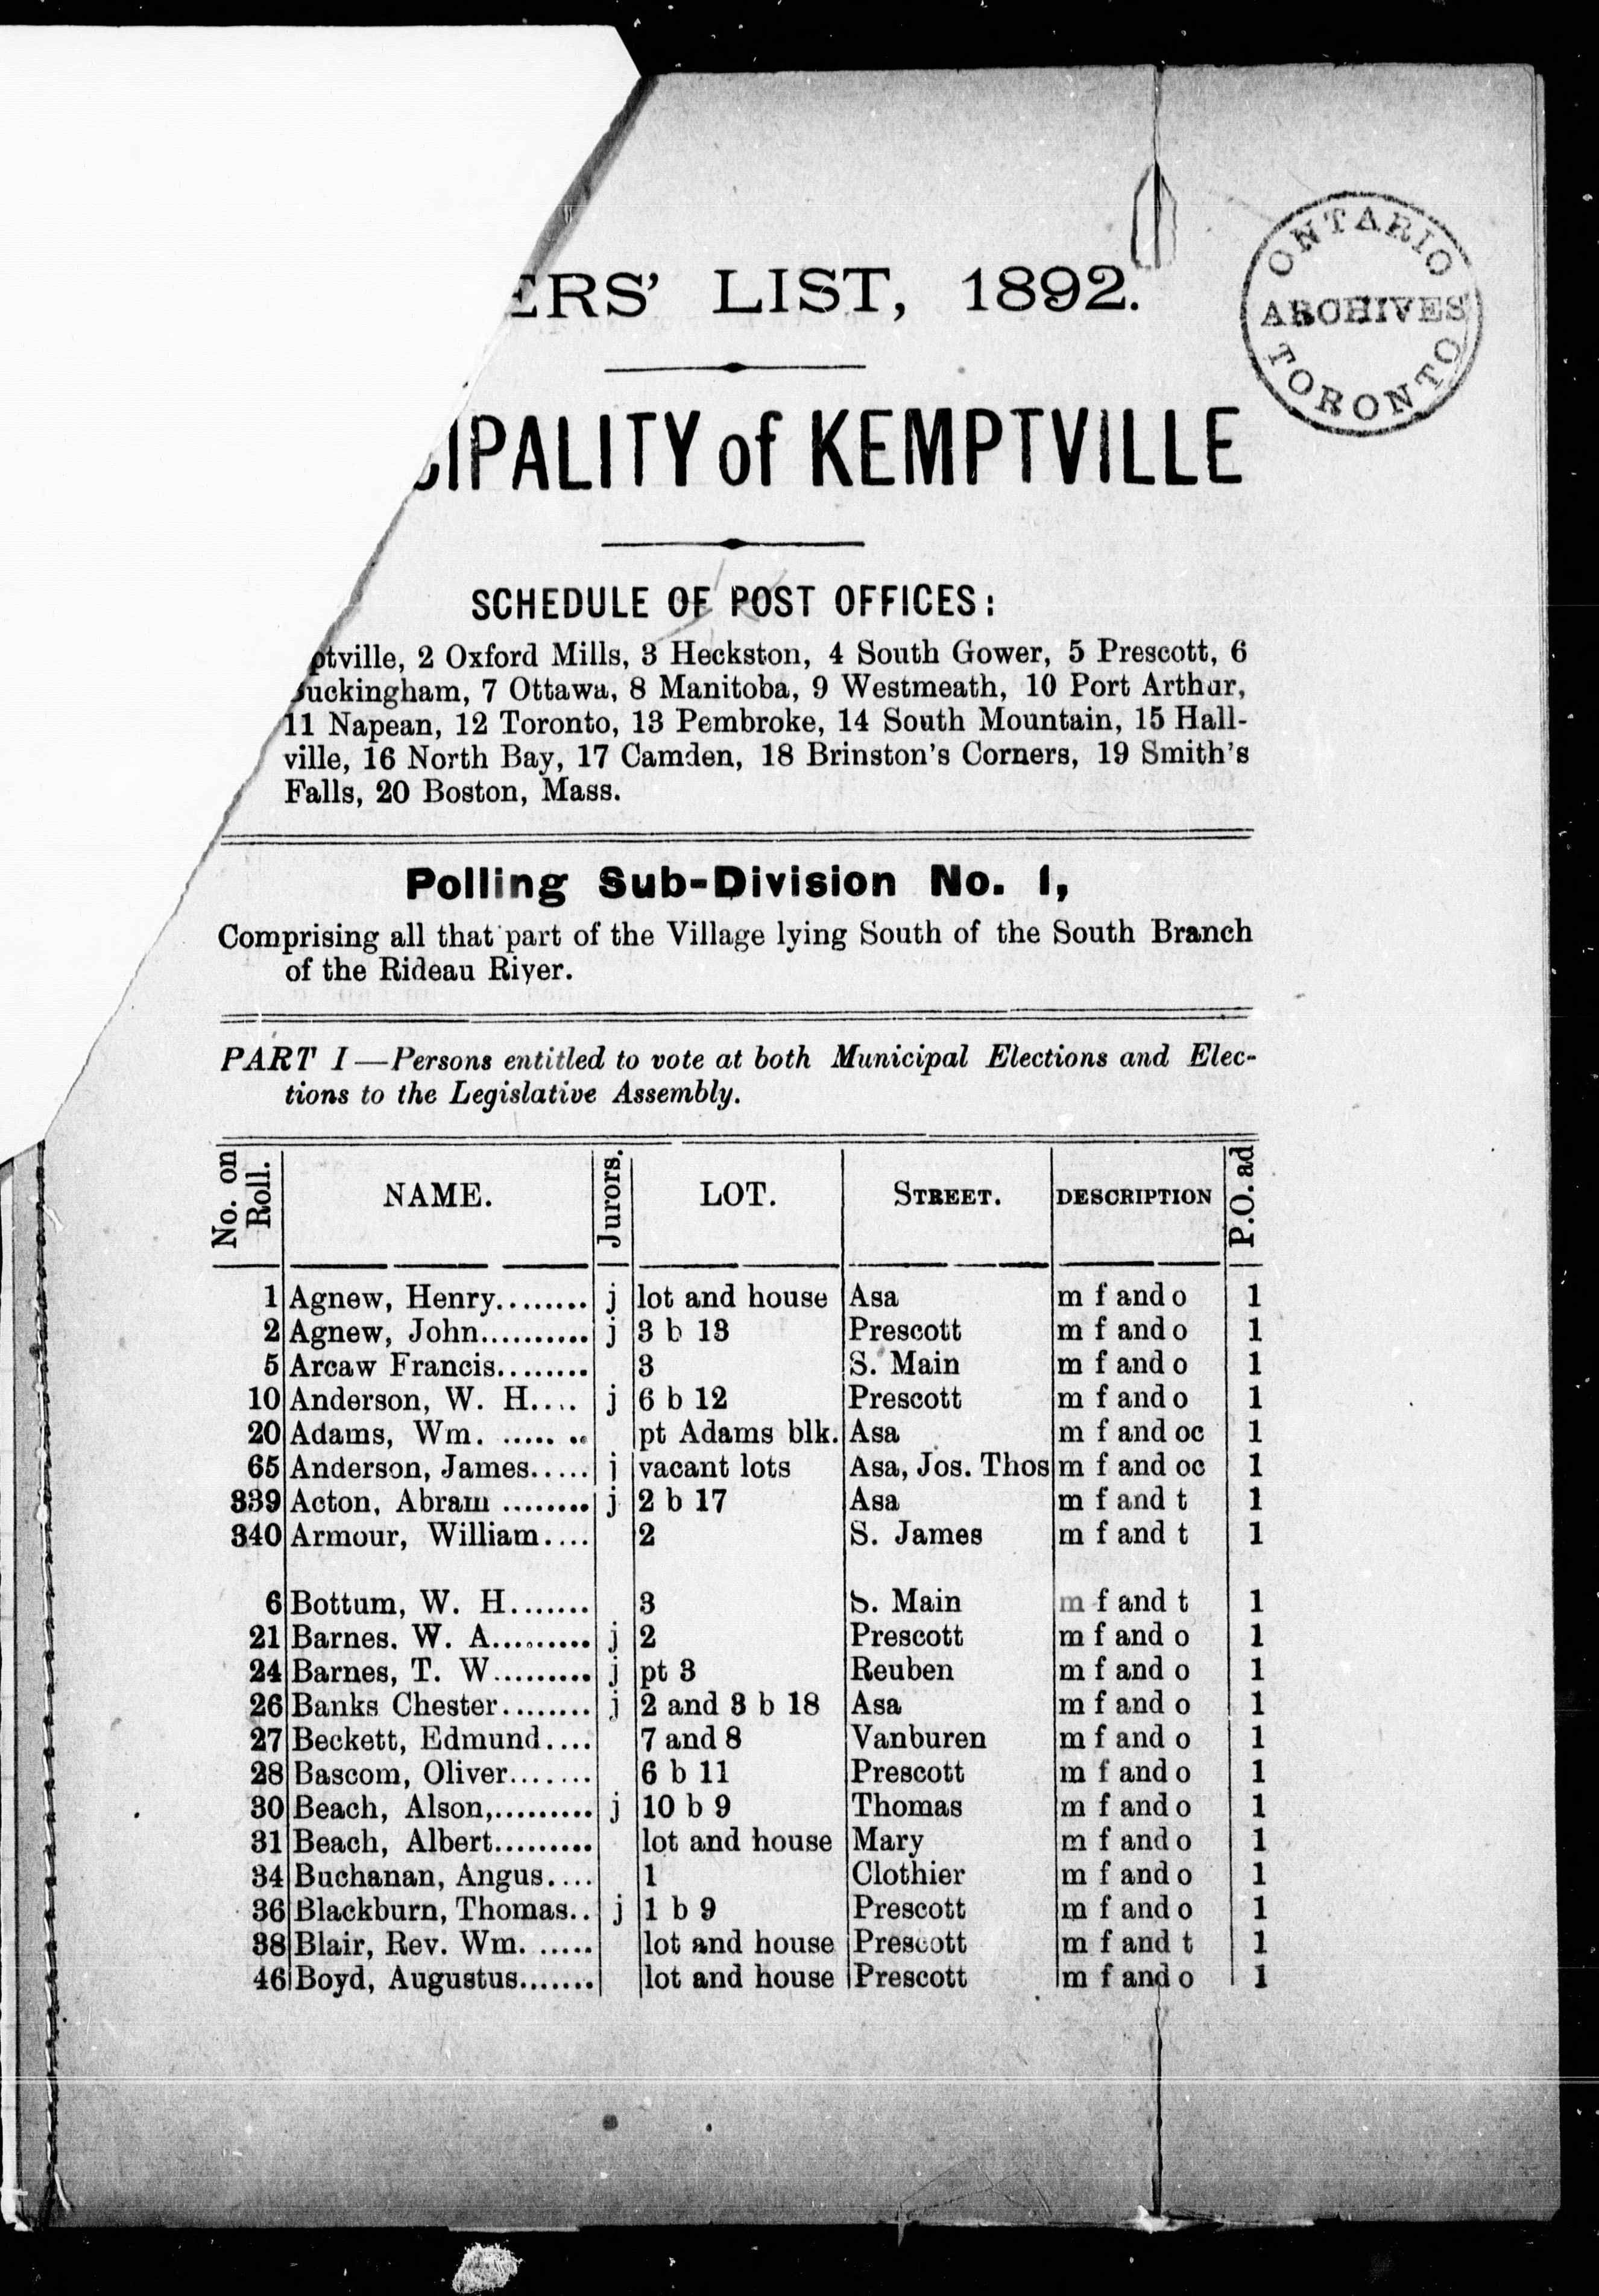 ERS’ LIST, 1892.
ONTARIO
ARCHIVES
TORONTO
CIPALITY of KEMPTVILLE
SCHEDULE OF POST OFFICES:
ptville, 2 Oxford Mills, 3 Heckston, 4 South Gower, 5 Prescott, 6
Buckingham, 7 Ottawa, 8 Manitoba, 9 Westmeath, 10 Port Arthur,
11 Napean, 12 Toronto, 13 Pembroke, 14 South Mountain, 15 Hall-
ville, 16 North Bay, 17 Camden, 18 Brinston's Corners, 19 Smith's
Falls, 20 Boston, Mass.
Polling Sub-Division No. 1,
Comprising all that part of the Village lying South of the South Branch
of the Rideau River.
PART I—Persons entitled to vote at both Municipal Elections and Elec-
tions to the Legislative Assembly.
No. on Roll. NAME. Jurors. LOT. STREET. DESCRIPTION P.O. ad
1 Agnew, Henry........ j lot and house Asa m f and o 1
2 Agnew, John.......... j 3 b 13 Prescott m f and o 1
5 Arcaw Francis........ 3 S. Main m f and o 1
10 Anderson, W. H.... j 6 b 12 Prescott m f and o 1
20 Adams, Wm. ..... .. pt Adams blk. Asa m f and oc 1
65 Anderson, James..... j vacant lots Asa, Jos. Thos m f and oc 1
339 Acton, Abram ........ j 2 b 17 Asa m f and t 1
340 Armour, William.... 2 S. James m f and t 1
6 Bottum, W. H....... 3 S. Main m f and t 1
21 Barnes. W. A......... j 2 Prescott m f and o 1
24 Barnes, T. W......... j pt 3 Reuben m f and o 1
26 Banks Chester........ j 2 and 3 b 18 Asa m f and o 1
27 Beckett, Edmund.... 7 and 8 Vanburen m f and o 1
28 Bascom, Oliver....... 6 b 11 Prescott m f and o 1
30 Beach, Alson,......... j 10 b 9 Thomas m f and o 1
31 Beach, Albert......... lot and house Mary m f and o 1
34 Buchanan, Angus.... 1 Clothier m f and o 1
36 Blackburn, Thomas.. j 1 b 9 Prescott m f and o 1
38 Blair, Rev. Wm. ..... lot and house Prescott m f and t 1
46 Boyd, Augustus....... lot and house Prescott m f and o 1